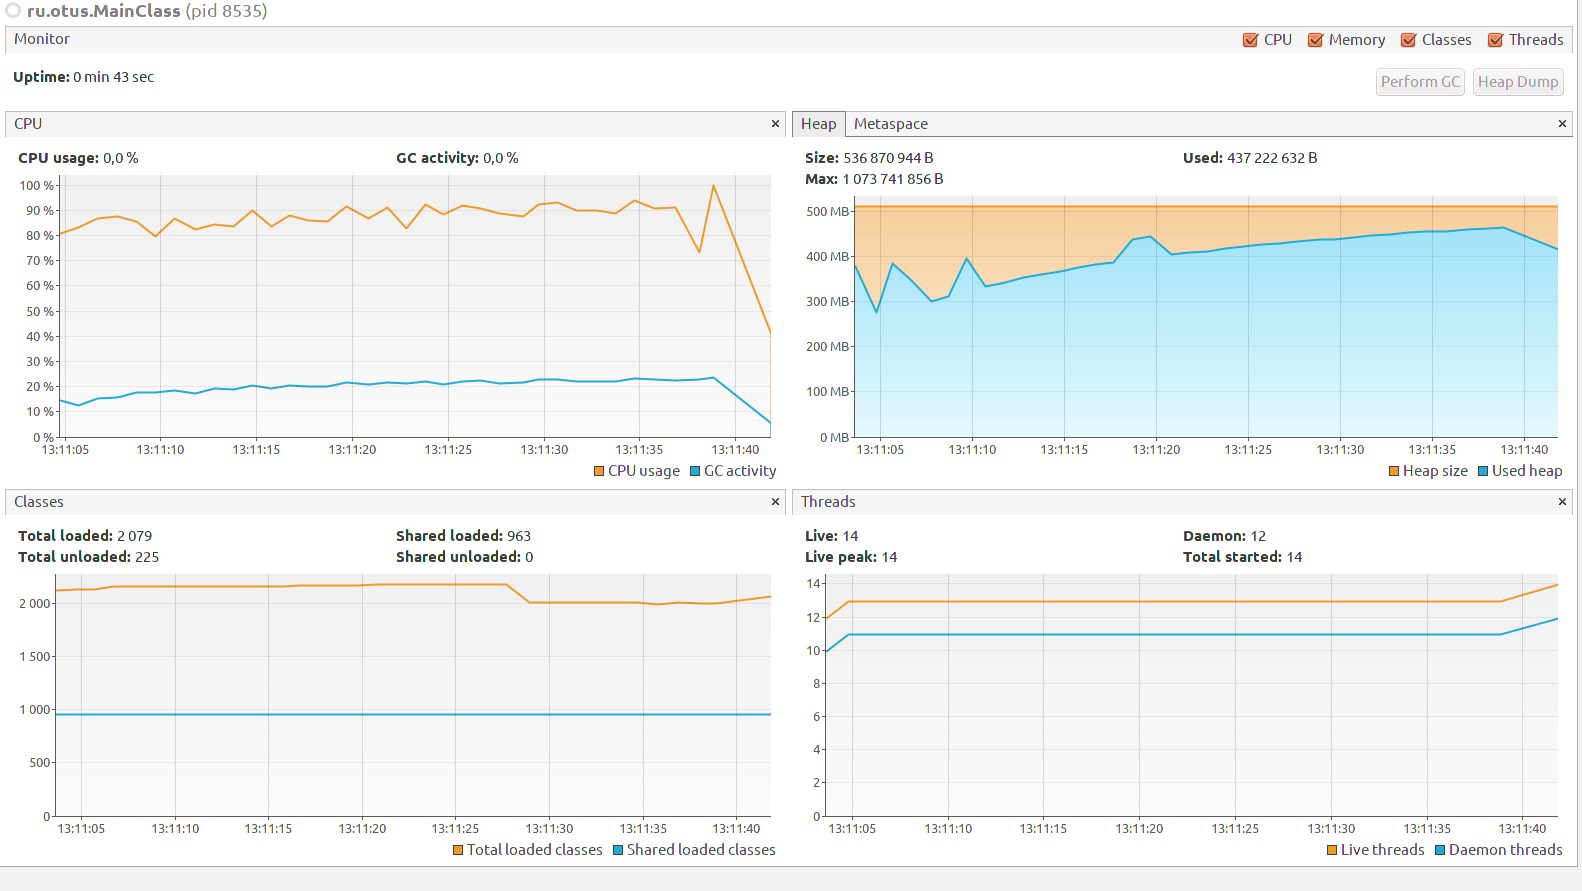 ru.otus.MainClass (pid 8535)
Monitor
CPU Memory Classes Threads
Uptime: 0 min 43 sec
Perform GC Heap Dump
CPU ×
CPU usage: 0,0 % GC activity: 0,0 %
100 %
90 %
80 %
70 %
60 %
50 %
40 %
30 %
20 %
10 %
0 %
13:11:05 13:11:10 13:11:15 13:11:20 13:11:25 13:11:30 13:11:35 13:11:40
CPU usage GC activity
Heap Metaspace ×
Size: 536 870 944 B Used: 437 222 632 B
Max: 1 073 741 856 B
500 MB
400 MB
300 MB
200 MB
100 MB
0 MB
13:11:05 13:11:10 13:11:15 13:11:20 13:11:25 13:11:30 13:11:35 13:11:40
Heap size Used heap
Classes ×
Total loaded: 2 079 Shared loaded: 963
Total unloaded: 225 Shared unloaded: 0
2 000
1 500
1 000
500
0
13:11:05 13:11:10 13:11:15 13:11:20 13:11:25 13:11:30 13:11:35 13:11:40
Total loaded classes Shared loaded classes
Threads ×
Live: 14 Daemon: 12
Live peak: 14 Total started: 14
14
12
10
8
6
4
2
0
13:11:05 13:11:10 13:11:15 13:11:20 13:11:25 13:11:30 13:11:35 13:11:40
Live threads Daemon threads